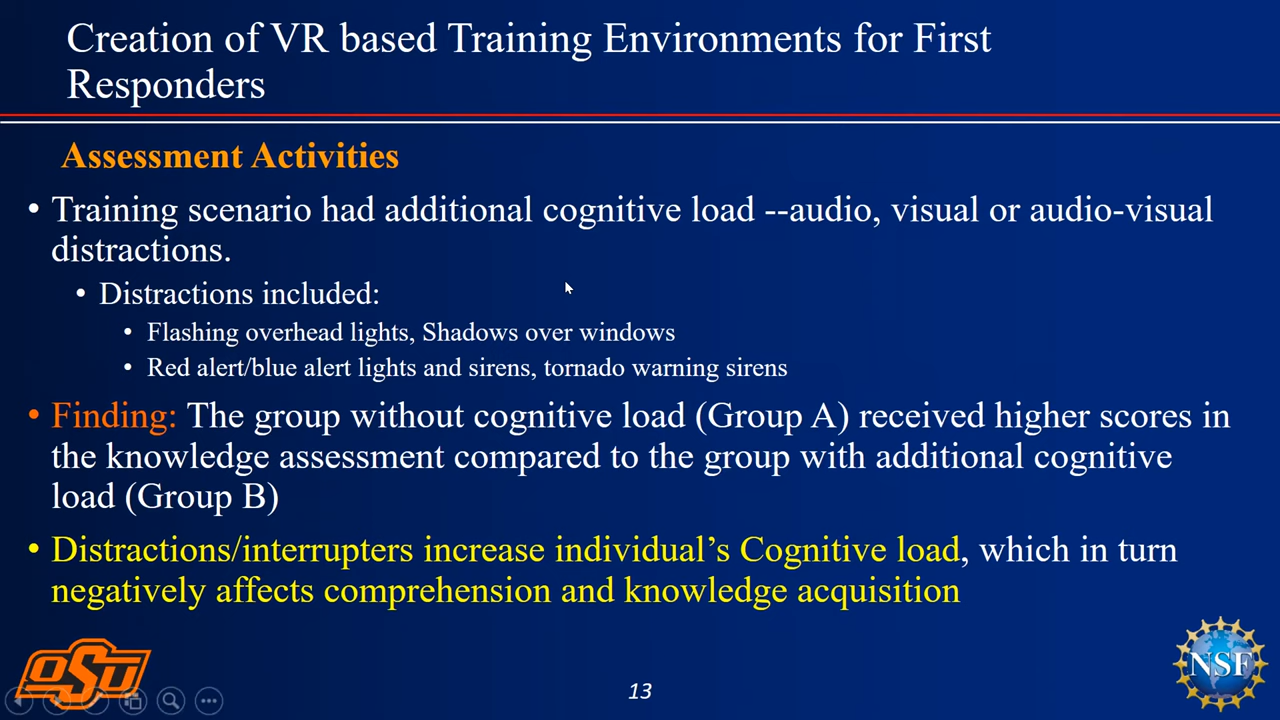 Creation of VR based Training Environments for First
Responders
Assessment Activities
• Training scenario had additional cognitive load --audio, visual or audio-visual
distractions.
• Distractions included:
• Flashing overhead lights, Shadows over windows
• Red alert/blue alert lights and sirens, tornado warning sirens
• Finding: The group without cognitive load (Group A) received higher scores in
the knowledge assessment compared to the group with additional cognitive
load (Group B)
• Distractions/interrupters increase individual’s Cognitive load, which in turn
negatively affects comprehension and knowledge acquisition
OSU
13
NSF